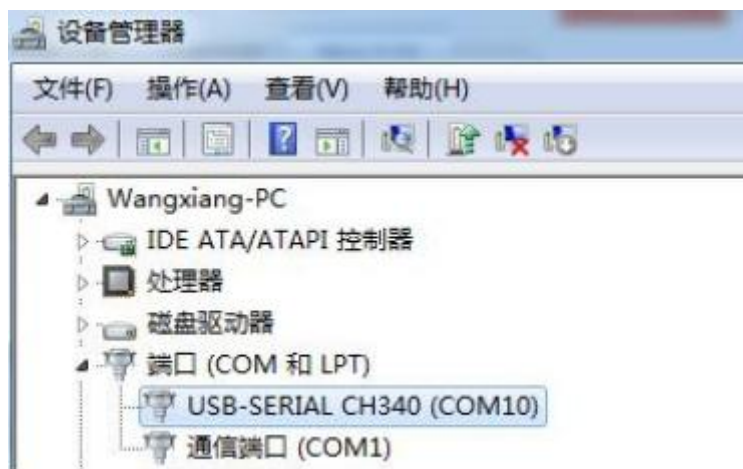 设备管理器
文件(F) 操作(A) 查看(V) 帮助(H)
Wangxiang-PC
IDE ATA/ATAPI 控制器
处理器
磁盘驱动器
端口 (COM 和 LPT)
USB-SERIAL CH340 (COM10)
通信端口 (COM1)